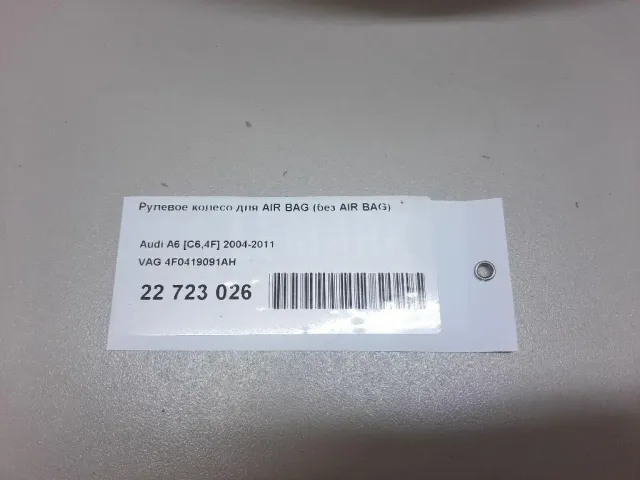 Рулевое колесо для AIR BAG (без AIR BAG)
Audi A6 [C6,4F] 2004-2011
VAG 4F0419091AH
22 723 026